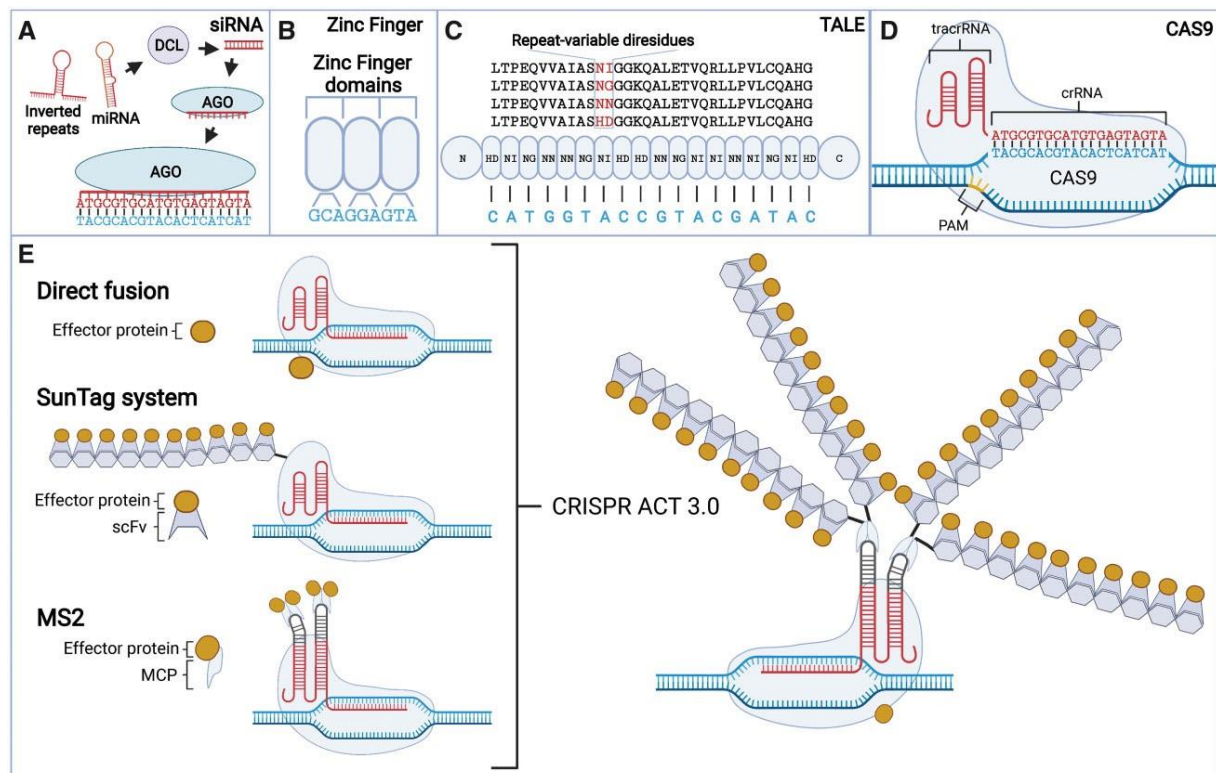 A
siRNA
DCL
Inverted
repeats
miRNA
AGO
AGO
ATGCGTGCATGTGAGTAGTA
TACGCACGTACACTCATCAT
B
Zinc Finger
Zinc Finger
domains
GCAGGAGTA
C
TALE
Repeat-variable diresidues
LTPEQVVAIASNIGGKQALETVQRLLPVLCQAHG
LTPEQVVAIASNGGGKQALETVQRLLPVLCQAHG
LTPEQVVAIASNNGGKQALETVQRLLPVLCQAHG
LTPEQVVAIASHDGGKQALETVQRLLPVLCQAHG
N HD NI NG NN NN NG NI HD HD NN NG NI NI NN NI NG NI HD C
C A T G G T A C C G T A C G A T A C
D
CAS9
tracrRNA
crRNA
ATGCGTGCATGTGAGTAGTA
TACGCACGTACACTCATCAT
CAS9
PAM
E
Direct fusion
Effector protein
SunTag system
Effector protein
scFv
MS2
Effector protein
MCP
CRISPR ACT 3.0